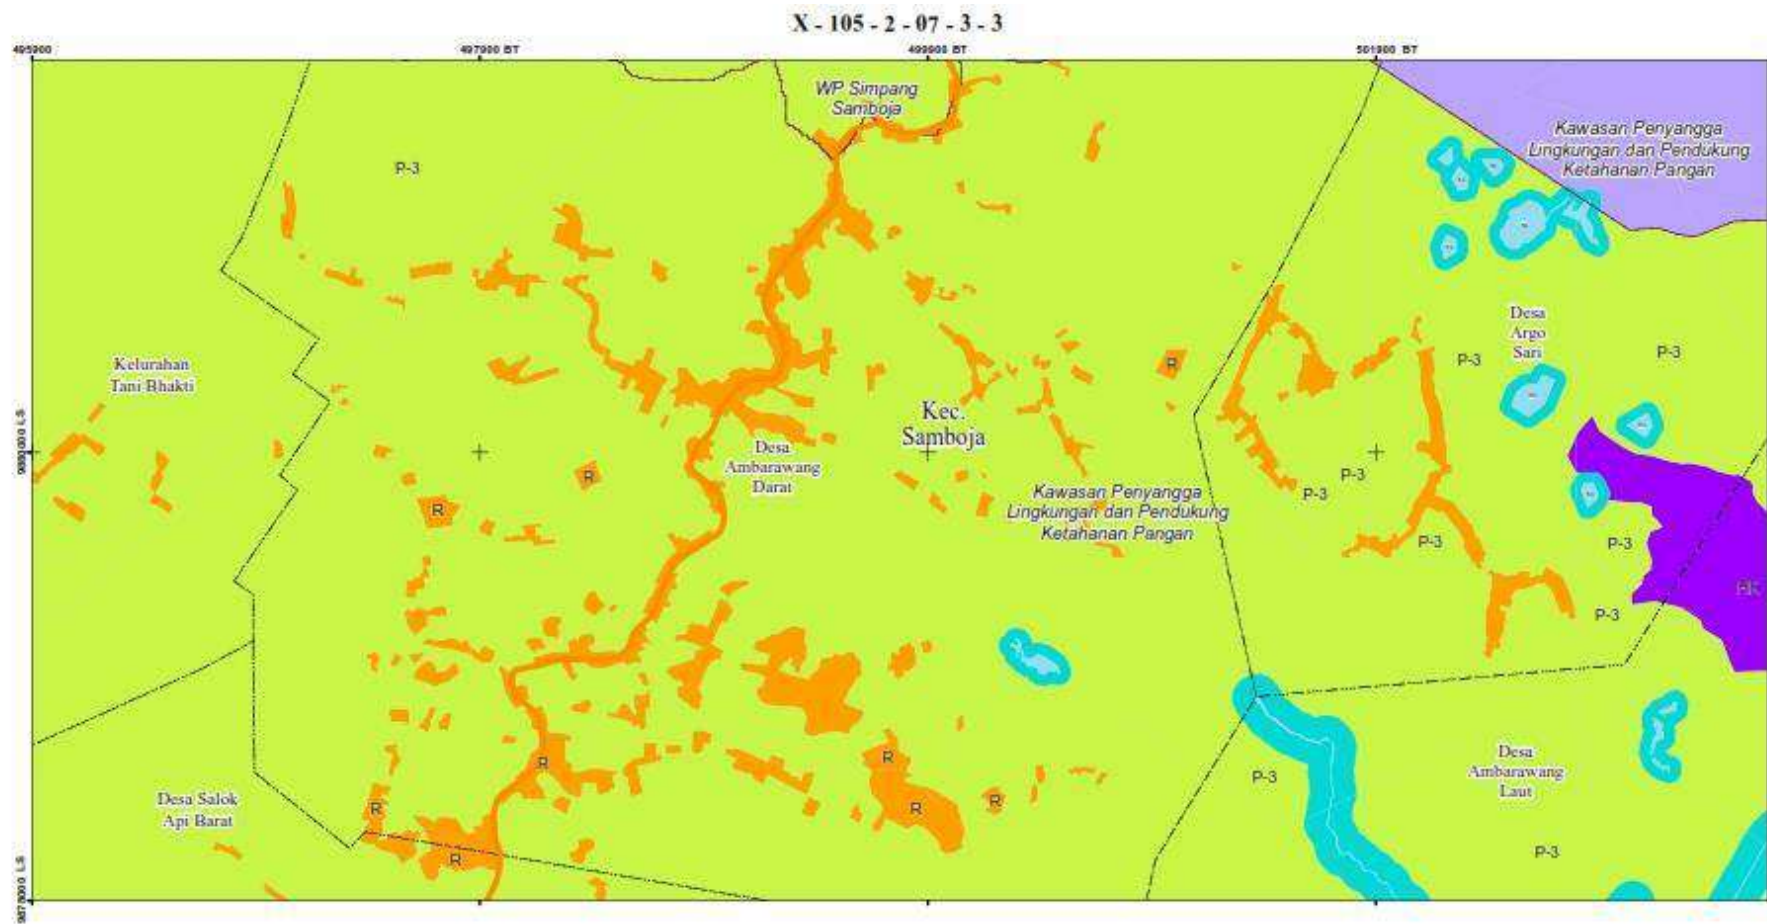 X - 105 - 2 - 07 - 3 - 3
495900
497900 BT
499900 BT
501900 BT
WP Simpang
Samboja
Kawasan Penyangga
Lingkungan dan Pendukung
Ketahanan Pangan
P-3
Desa
Argo
Sari
P-3
P-3
Kelurahan
Tani Bhakti
R
Kec.
Samboja
Desa
Ambarawang
Darat
R
R
Kawasan Penyangga
Lingkungan dan Pendukung
Ketahanan Pangan
P-3
P-3
P-3
P-3
HK
P-3
Desa Salok
Api Barat
R
R
R
R
R
R
P-3
Desa
Ambarawang
Laut
P-3